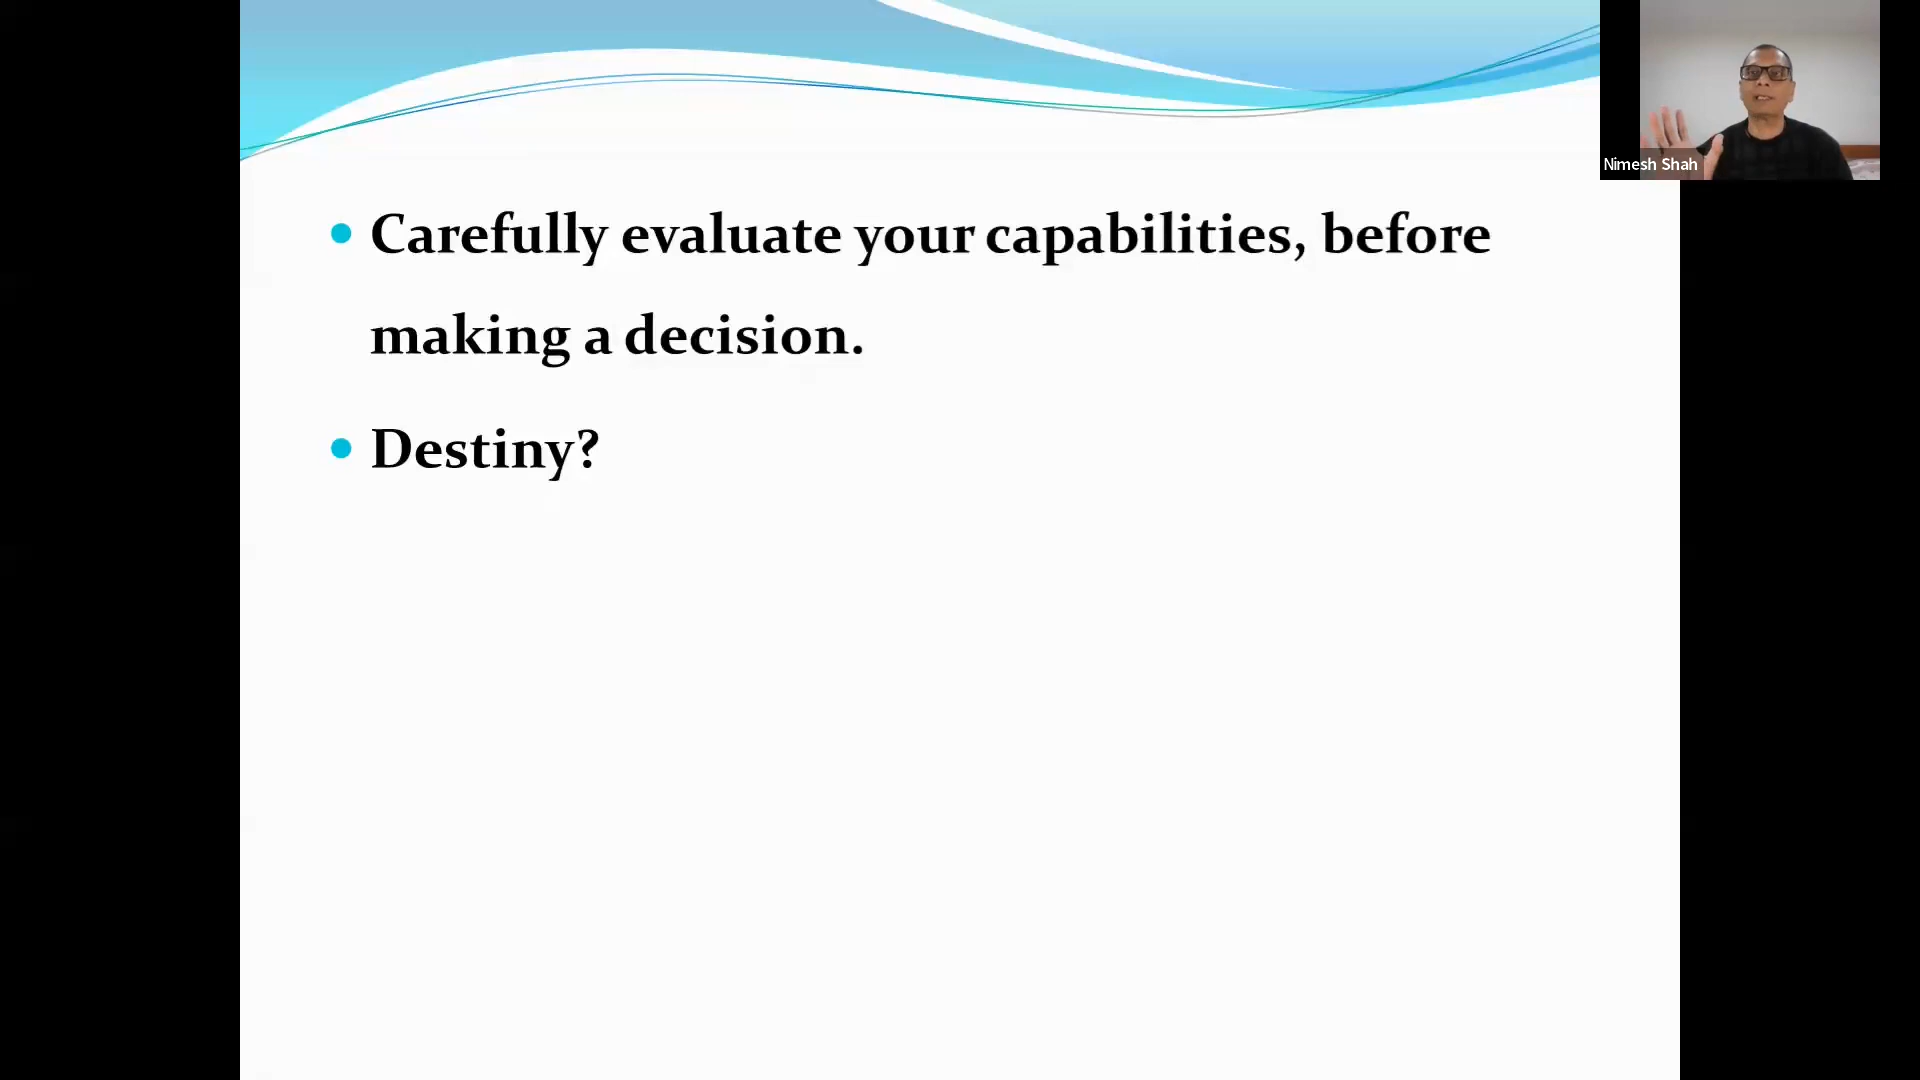 Carefully evaluate your capabilities, before
making a decision.
Destiny?
Nimesh Shah